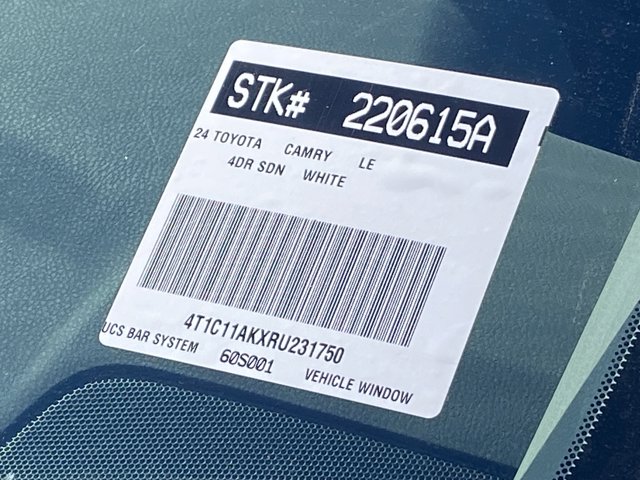 STK# 220615A
24 TOYOTA CAMRY LE
4DR SDN WHITE
4T1C11AKXRU231750
UCS BAR SYSTEM 60S001 VEHICLE WINDOW